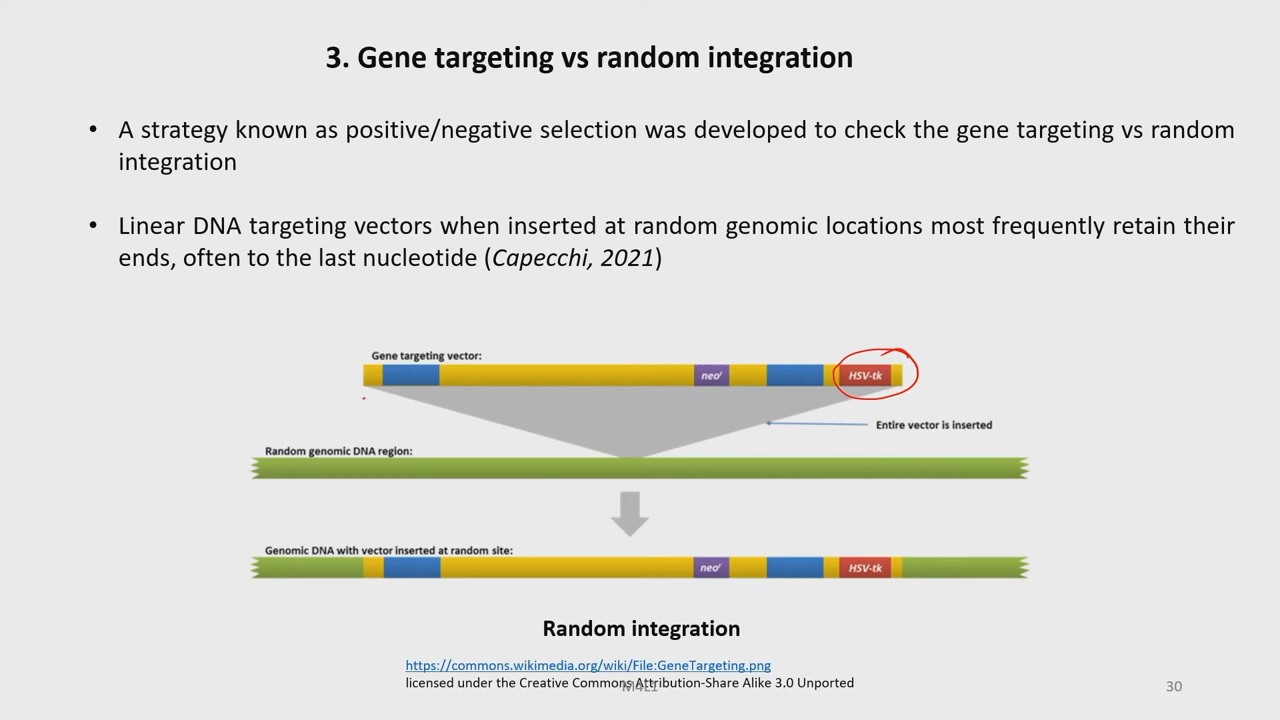 3. Gene targeting vs random integration
• A strategy known as positive/negative selection was developed to check the gene targeting vs random
integration
• Linear DNA targeting vectors when inserted at random genomic locations most frequently retain their
ends, often to the last nucleotide (Capecchi, 2021)
Gene targeting vector:
neoʳ
HSV-tk
Entire vector is inserted
Random genomic DNA region:
Genomic DNA with vector inserted at random site:
neoʳ
HSV-tk
Random integration
https://commons.wikimedia.org/wiki/File:GeneTargeting.png
licensed under the Creative Commons Attribution-Share Alike 3.0 Unported
M4L1
30